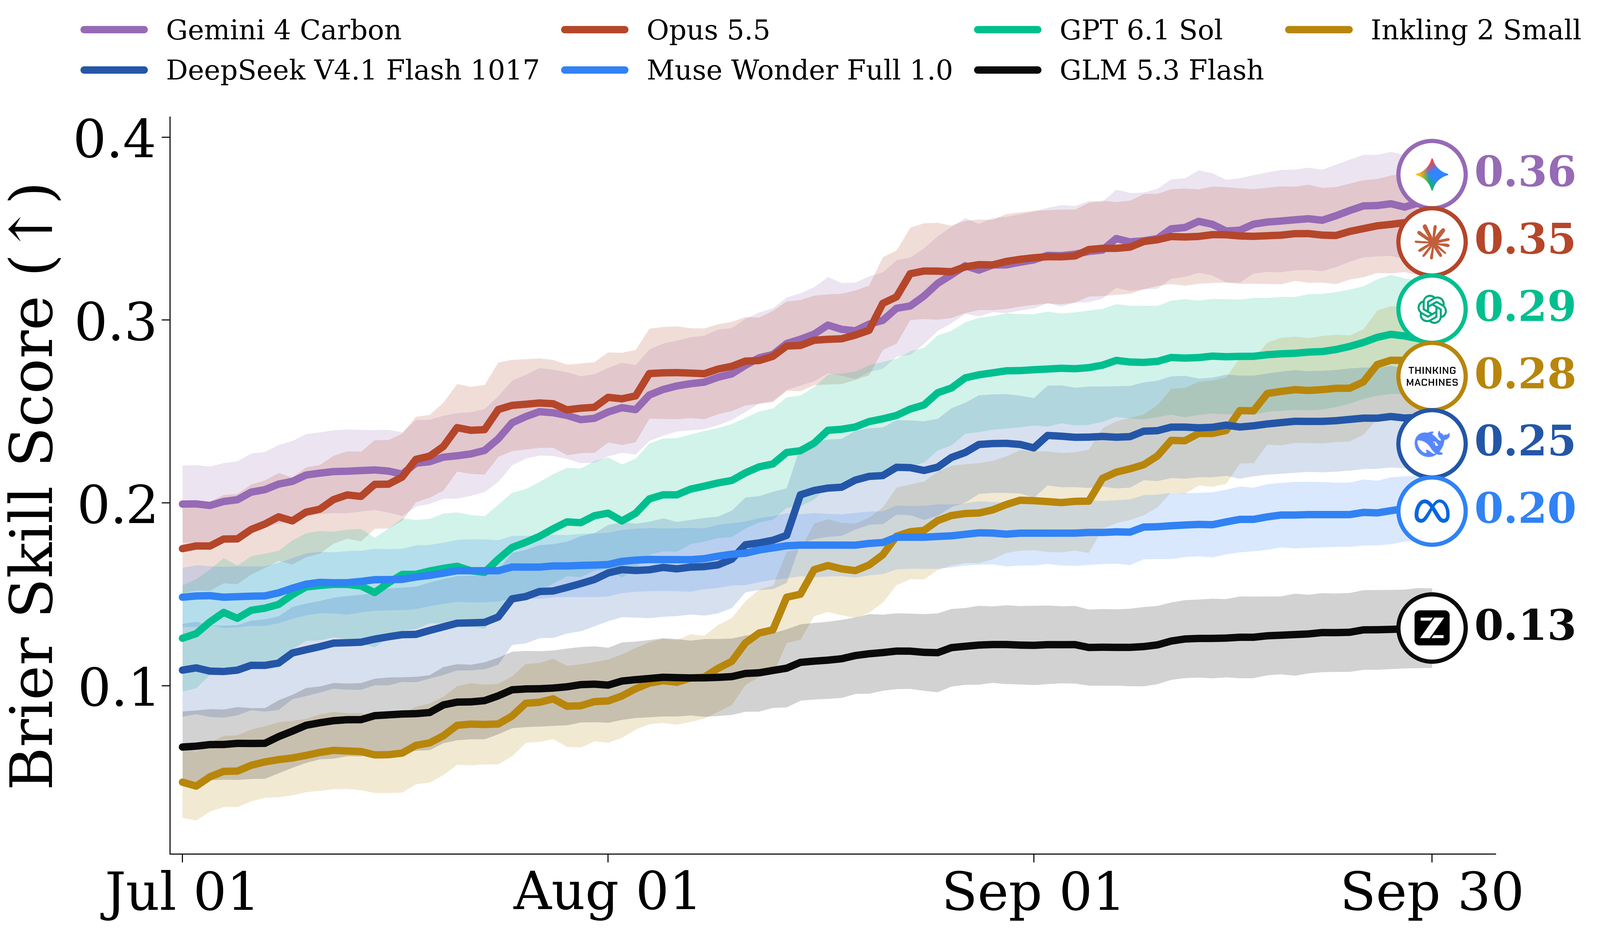 Gemini 4 Carbon
Opus 5.5
GPT 6.1 Sol
Inkling 2 Small
DeepSeek V4.1 Flash 1017
Muse Wonder Full 1.0
GLM 5.3 Flash
Brier Skill Score (↑)
0.4
0.3
0.2
0.1
0.36
0.35
0.29
THINKING
MACHINES
0.28
0.25
0.20
Z
0.13
Jul 01
Aug 01
Sep 01
Sep 30